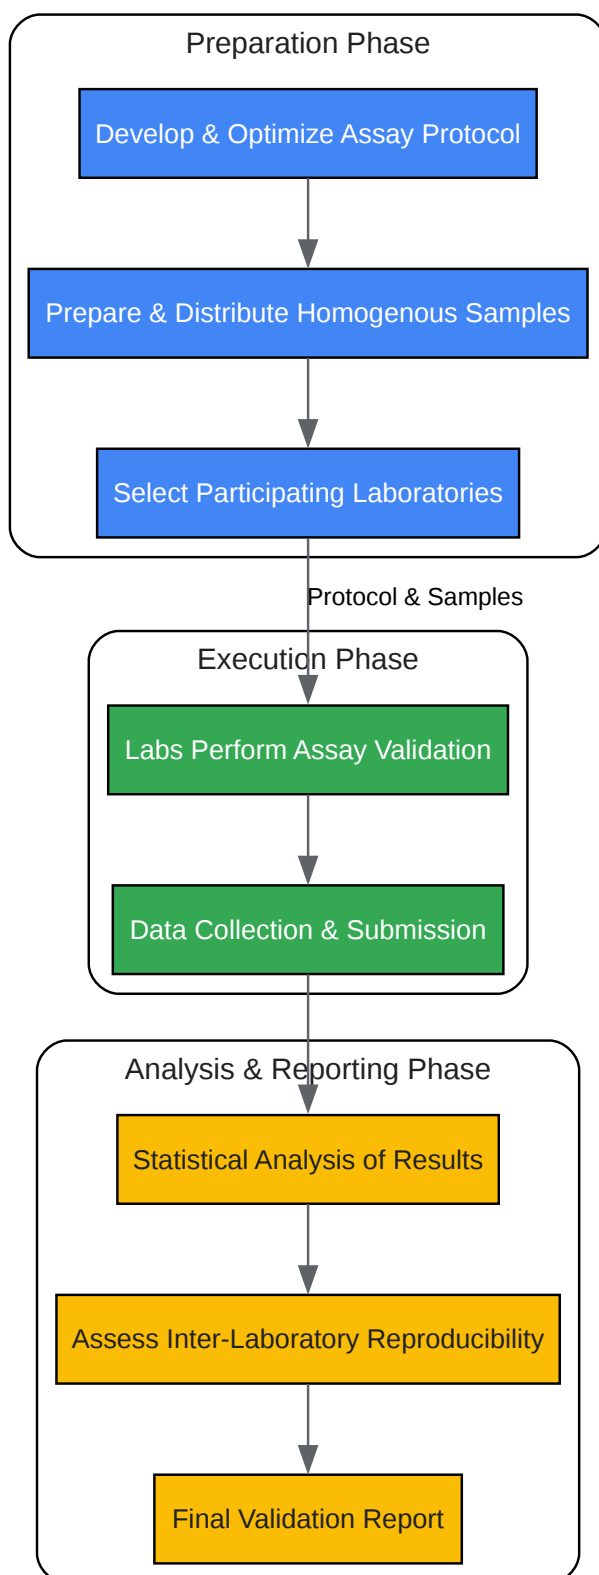 Preparation Phase
Develop & Optimize Assay Protocol
Prepare & Distribute Homogenous Samples
Select Participating Laboratories
Protocol & Samples
Execution Phase
Labs Perform Assay Validation
Data Collection & Submission
Analysis & Reporting Phase
Statistical Analysis of Results
Assess Inter-Laboratory Reproducibility
Final Validation Report